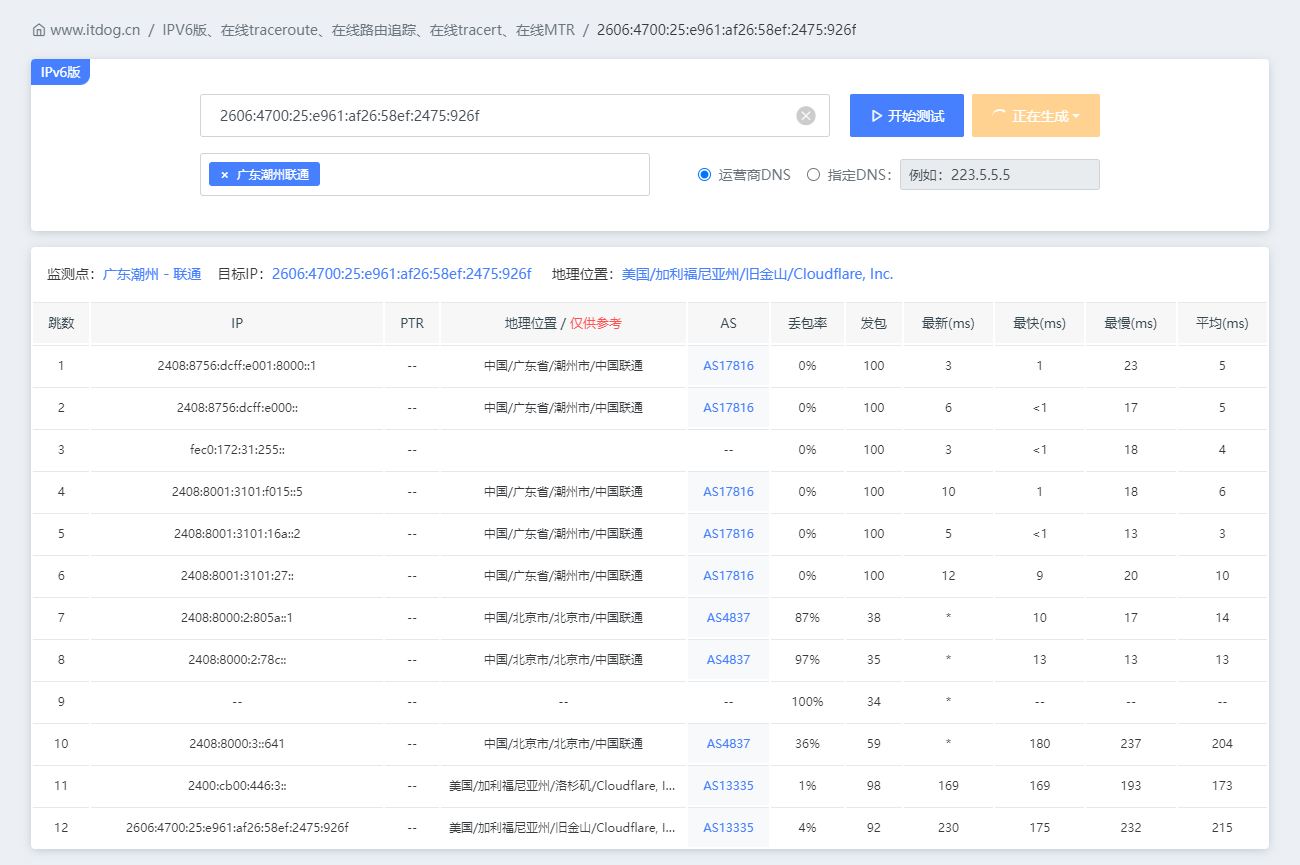 www.itdog.cn / IPV6版、在线traceroute、在线路由追踪、在线tracert、在线MTR / 2606:4700:25:e961:af26:58ef:2475:926f
IPv6版
2606:4700:25:e961:af26:58ef:2475:926f
开始测试
正在生成
× 广东潮州联通
运营商DNS
指定DNS：
例如：223.5.5.5
监测点：广东潮州 - 联通 目标IP：2606:4700:25:e961:af26:58ef:2475:926f 地理位置：美国/加利福尼亚州/旧金山/Cloudflare, Inc.
跳数 IP PTR 地理位置 / 仅供参考 AS 丢包率 发包 最新(ms) 最快(ms) 最慢(ms) 平均(ms)
1 2408:8756:dcff:e001:8000::1 -- 中国/广东省/潮州市/中国联通 AS17816 0% 100 3 1 23 5
2 2408:8756:dcff:e000:: -- 中国/广东省/潮州市/中国联通 AS17816 0% 100 6 <1 17 5
3 fec0:172:31:255:: -- -- 0% 100 3 <1 18 4
4 2408:8001:3101:f015::5 -- 中国/广东省/潮州市/中国联通 AS17816 0% 100 10 1 18 6
5 2408:8001:3101:16a::2 -- 中国/广东省/潮州市/中国联通 AS17816 0% 100 5 <1 13 3
6 2408:8001:3101:27:: -- 中国/广东省/潮州市/中国联通 AS17816 0% 100 12 9 20 10
7 2408:8000:2:805a::1 -- 中国/北京市/北京市/中国联通 AS4837 87% 38 * 10 17 14
8 2408:8000:2:78c:: -- 中国/北京市/北京市/中国联通 AS4837 97% 35 * 13 13 13
9 -- -- -- -- 100% 34 * -- -- --
10 2408:8000:3::641 -- 中国/北京市/北京市/中国联通 AS4837 36% 59 * 180 237 204
11 2400:cb00:446:3:: -- 美国/加利福尼亚州/洛杉矶/Cloudflare, I... AS13335 1% 98 169 169 193 173
12 2606:4700:25:e961:af26:58ef:2475:926f -- 美国/加利福尼亚州/旧金山/Cloudflare, I... AS13335 4% 92 230 175 232 215